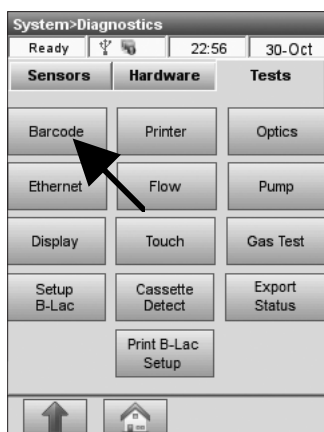 System>Diagnostics
Ready 22:56 30-Oct
Sensors Hardware Tests
Barcode Printer Optics
Ethernet Flow Pump
Display Touch Gas Test
Setup B-Lac Cassette Detect Export Status
Print B-Lac Setup